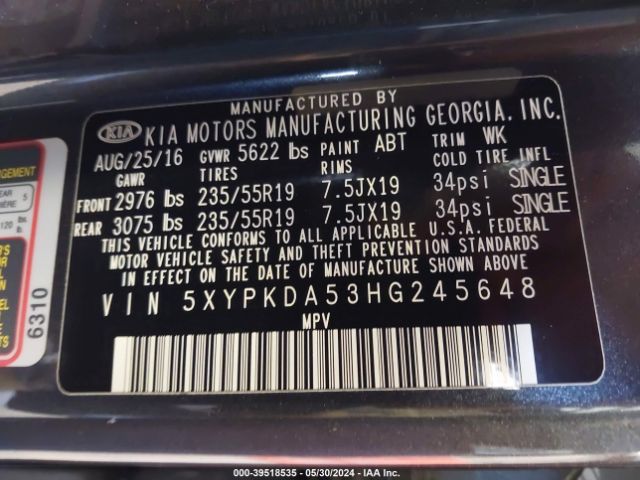 MANUFACTURED BY
KIA KIA MOTORS MANUFACTURING GEORGIA, INC.
AUG/25/16 GVWR 5622 lbs PAINT ABT TRIM WK
GAWR TIRES RIMS COLD TIRE INFL
FRONT 2976 lbs 235/55R19 7.5JX19 34psi SINGLE
REAR 3075 lbs 235/55R19 7.5JX19 34psi SINGLE
THIS VEHICLE CONFORMS TO ALL APPLICABLE U.S.A. FEDERAL
MOTOR VEHICLE SAFETY AND THEFT PREVENTION STANDARDS
IN EFFECT ON THE DATE OF MANUFACTURE SHOWN ABOVE
VIN 5XYPKDA53HG245648
MPV
6310
000-39518535 - 05/30/2024 - IAA Inc.